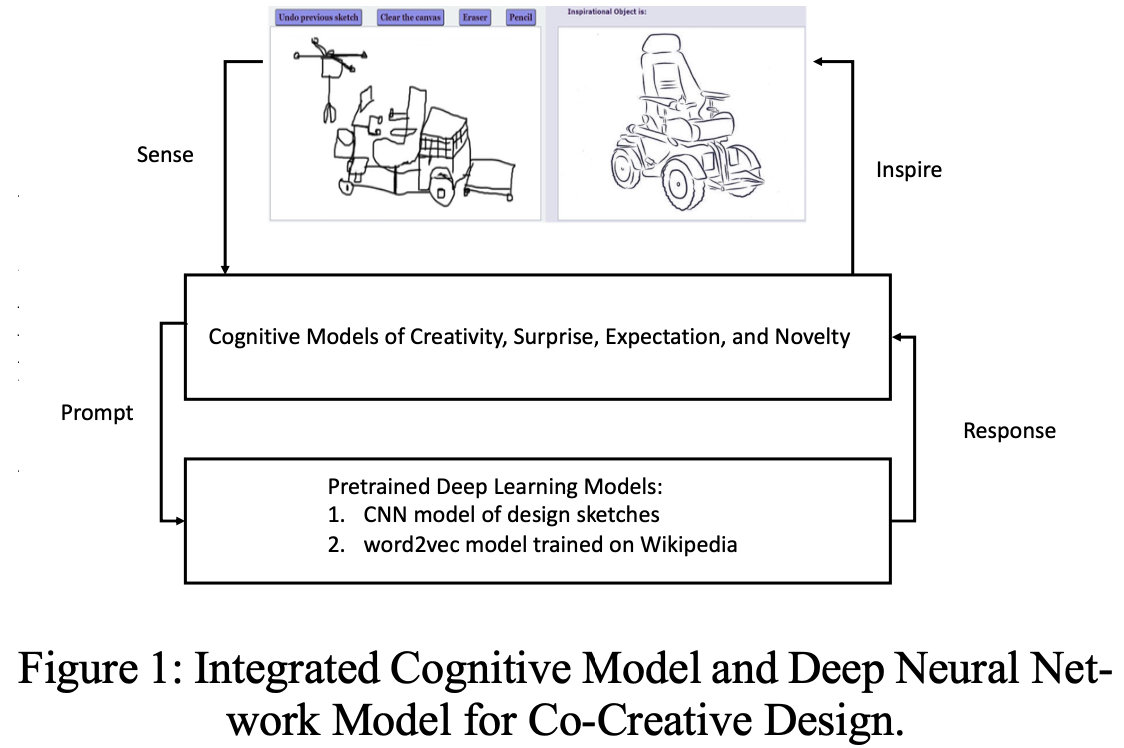 Undo previous sketch
Clear the canvas
Eraser
Pencil
Inspirational Object is:
Sense
Inspire
Cognitive Models of Creativity, Surprise, Expectation, and Novelty
Prompt
Response
Pretrained Deep Learning Models:
1. CNN model of design sketches
2. word2vec model trained on Wikipedia
Figure 1: Integrated Cognitive Model and Deep Neural Net-
work Model for Co-Creative Design.